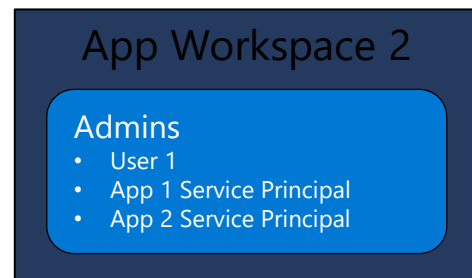 App Workspace 2
Admins
• User 1
• App 1 Service Principal
• App 2 Service Principal